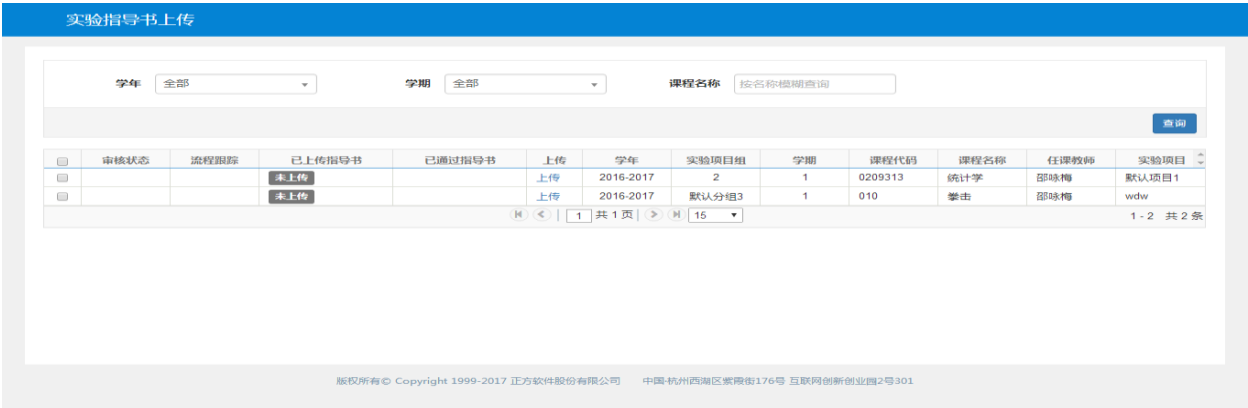 实验指导书上传
学年 全部 学期 全部 课程名称 按名称模糊查询
查询
审核状态 流程跟踪 已上传指导书 已通过指导书 上传 学年 实验项目组 学期 课程代码 课程名称 任课教师 实验项目
未上传 上传 2016-2017 2 1 0209313 统计学 邵咏梅 默认项目1
未上传 上传 2016-2017 默认分组3 1 010 拳击 邵咏梅 wdw
1 共 1 页 15 1 - 2 共 2 条
版权所有© Copyright 1999-2017 正方软件股份有限公司 中国·杭州西湖区紫霞街176号 互联网创新创业园2号301